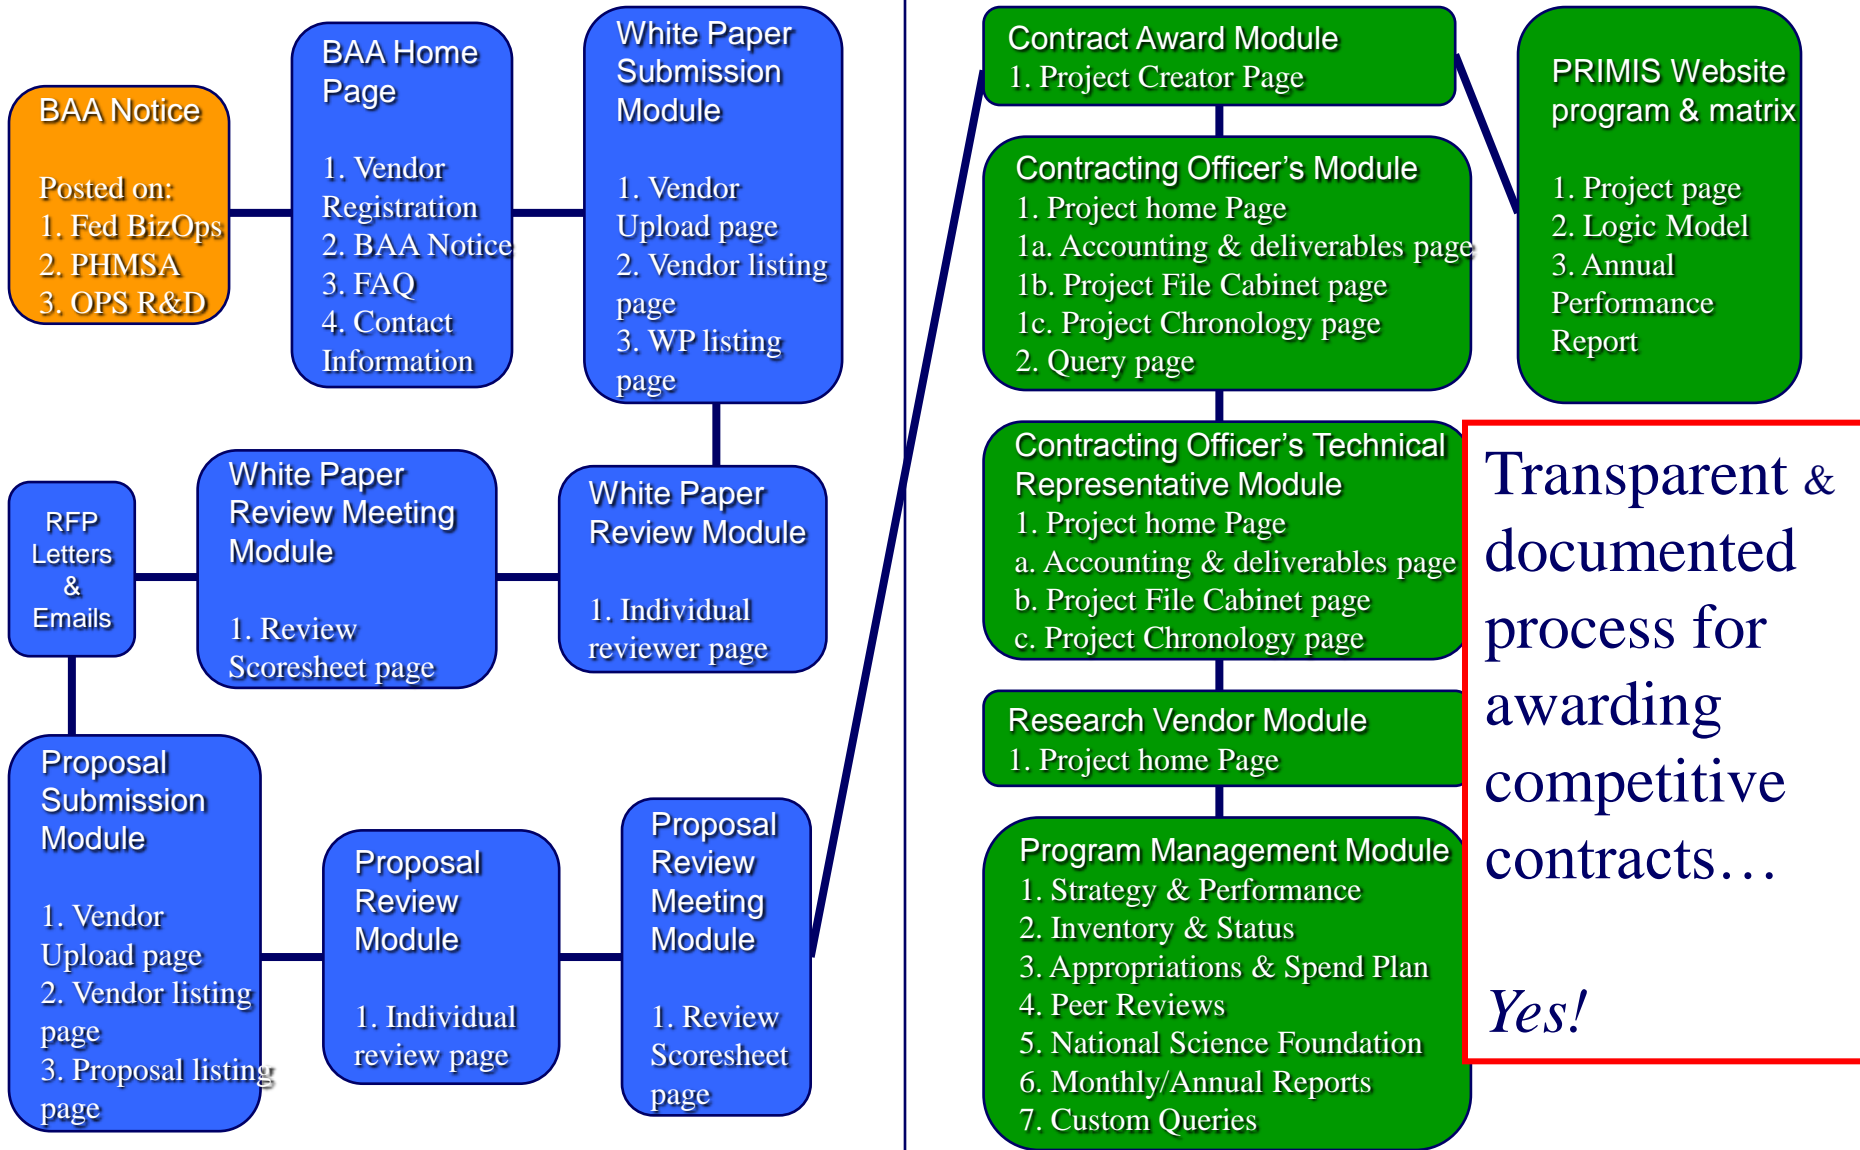 BAA Notice
Posted on:
1. Fed BizOps
2. PHMSA
3. OPS R&D
BAA Home
Page
1. Vendor
Registration
2. BAA Notice
3. FAQ
4. Contact
Information
White Paper
Submission
Module
1. Vendor
Upload page
2. Vendor listing
page
3. WP listing
page
White Paper
Review Module
1. Individual
reviewer page
White Paper
Review Meeting
Module
1. Review
Scoresheet page
RFP
Letters
&
Emails
Proposal
Submission
Module
1. Vendor
Upload page
2. Vendor listing
page
3. Proposal listing
page
Proposal
Review
Module
1. Individual
review page
Proposal
Review
Meeting
Module
1. Review
Scoresheet
page
Contract Award Module
1. Project Creator Page
Contracting Officer’s Module
1. Project home Page
1a. Accounting & deliverables page
1b. Project File Cabinet page
1c. Project Chronology page
2. Query page
Contracting Officer’s Technical
Representative Module
1. Project home Page
a. Accounting & deliverables page
b. Project File Cabinet page
c. Project Chronology page
Research Vendor Module
1. Project home Page
Program Management Module
1. Strategy & Performance
2. Inventory & Status
3. Appropriations & Spend Plan
4. Peer Reviews
5. National Science Foundation
6. Monthly/Annual Reports
7. Custom Queries
PRIMIS Website
program & matrix
1. Project page
2. Logic Model
3. Annual
Performance
Report
Transparent &
documented
process for
awarding
competitive
contracts…
Yes!